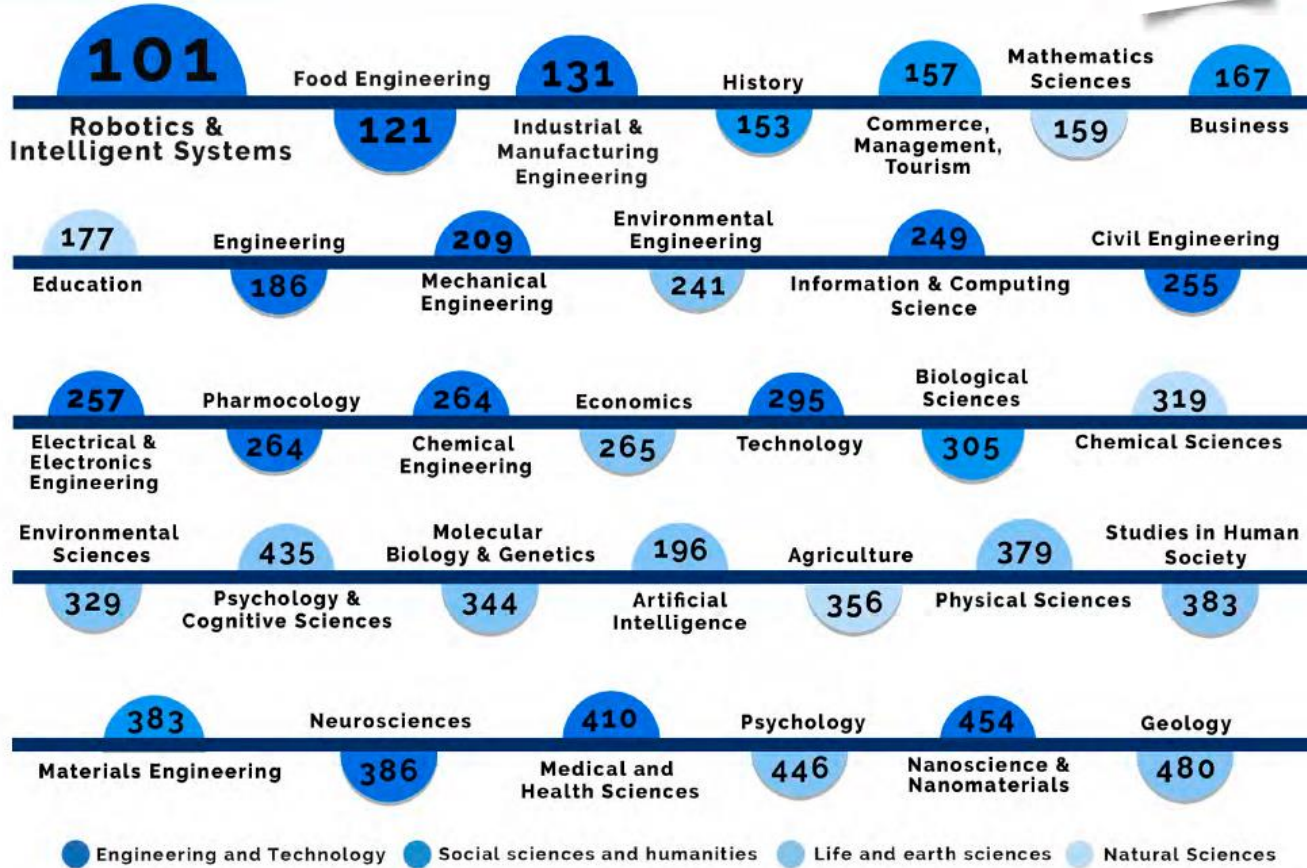 101
Robotics &
Intelligent Systems
Food Engineering
121
131
Industrial &
Manufacturing
Engineering
History
153
157
Commerce,
Management,
Tourism
Mathematics
Sciences
159
167
Business
177
Education
Engineering
186
209
Mechanical
Engineering
Environmental
Engineering
241
249
Information & Computing
Science
Civil Engineering
255
257
Electrical &
Electronics
Engineering
Pharmocology
264
264
Chemical
Engineering
Economics
265
295
Technology
Biological
Sciences
305
319
Chemical Sciences
Environmental
Sciences
329
435
Psychology &
Cognitive Sciences
Molecular
Biology & Genetics
344
196
Artificial
Intelligence
Agriculture
356
379
Physical Sciences
Studies in Human
Society
383
383
Materials Engineering
Neurosciences
386
410
Medical and
Health Sciences
Psychology
446
454
Nanoscience &
Nanomaterials
Geology
480
Engineering and Technology
Social sciences and humanities
Life and earth sciences
Natural Sciences